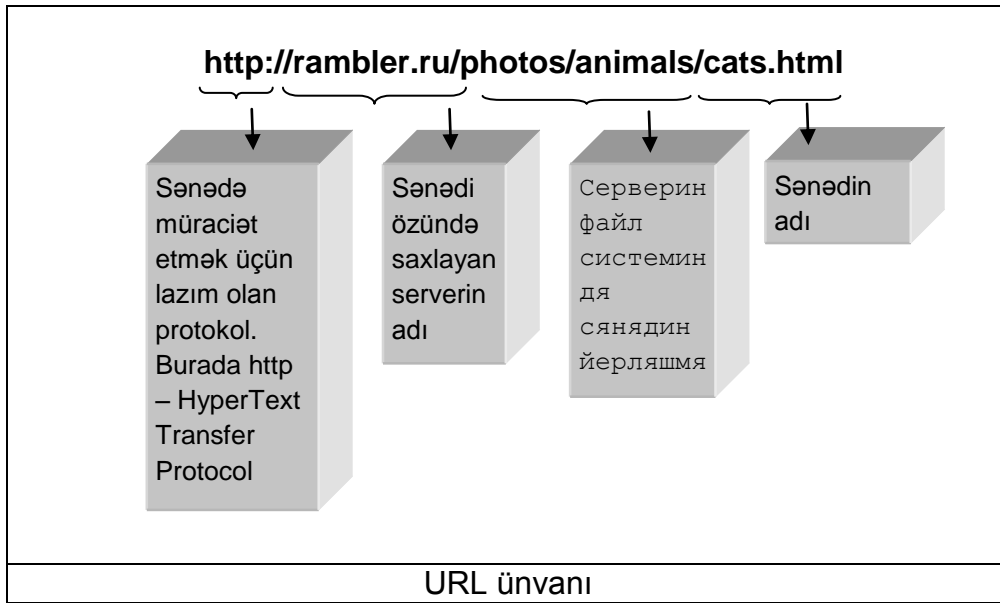 http://rambler.ru/photos/animals/cats.html
Sənədə
müraciət
etmək üçün
lazım olan
protokol.
Burada http
– HyperText
Transfer
Protocol
Sənədi
özündə
saxlayan
serverin
adı
Серверин
файл
системин
дя
сянядин
йерляшмя
Sənədin
adı
URL ünvanı